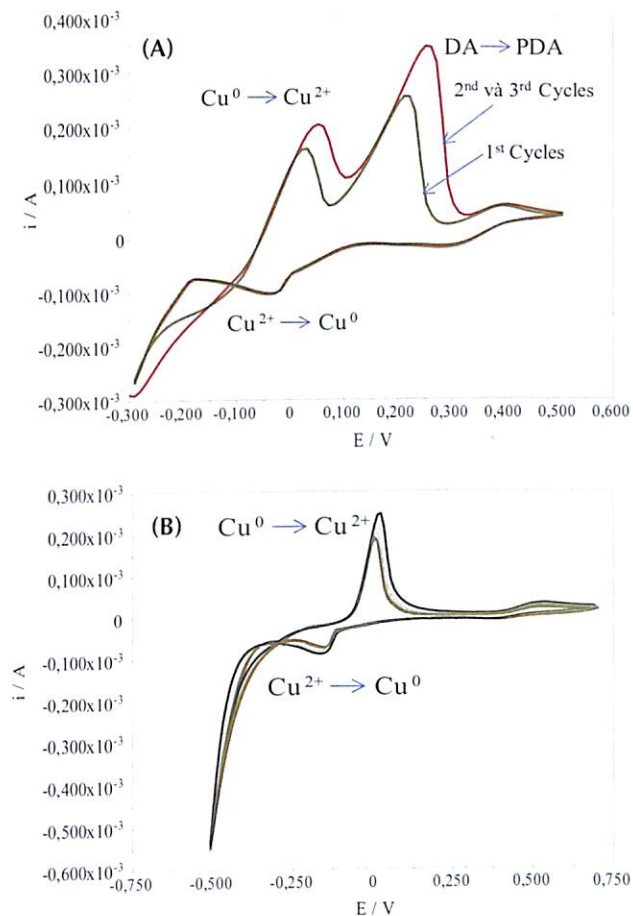 (A)
DA → PDA
Cu⁰ → Cu²⁺
2nd và 3rd Cycles
1st Cycles
Cu²⁺ → Cu⁰
0,400x10⁻³
0,300x10⁻³
0,200x10⁻³
0,100x10⁻³
0
-0,100x10⁻³
-0,200x10⁻³
-0,300x10⁻³
i / A
-0,300 -0,200 -0,100 0 0,100 0,200 0,300 0,400 0,500 0,600
E / V
(B)
Cu⁰ → Cu²⁺
Cu²⁺ → Cu⁰
0,300x10⁻³
0,200x10⁻³
0,100x10⁻³
0
-0,100x10⁻³
-0,200x10⁻³
-0,300x10⁻³
-0,400x10⁻³
-0,500x10⁻³
-0,600x10⁻³
i / A
-0,750 -0,500 -0,250 0 0,250 0,500 0,750
E / V